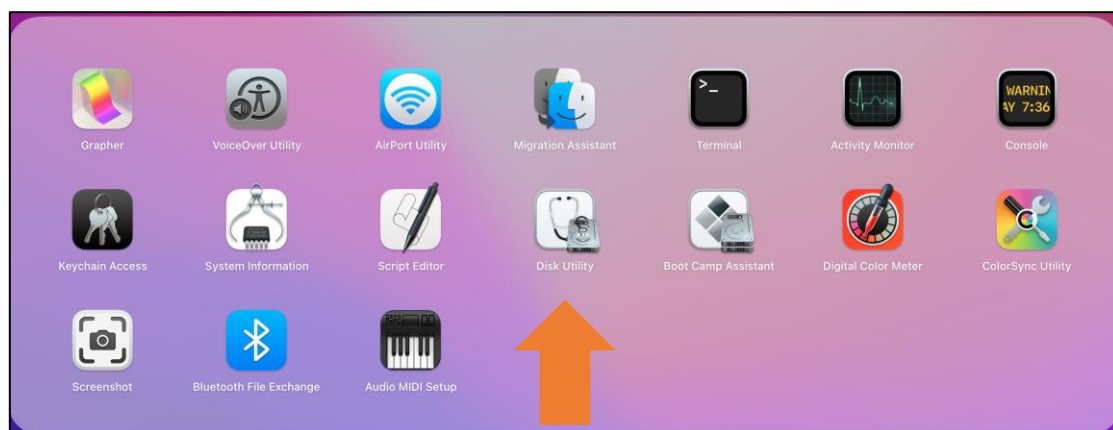 >_
WARNIN
AY 7:36
Grapher
VoiceOver Utility
AirPort Utility
Migration Assistant
Terminal
Activity Monitor
Console
Keychain Access
System Information
Script Editor
Disk Utility
Boot Camp Assistant
Digital Color Meter
ColorSync Utility
Screenshot
Bluetooth File Exchange
Audio MIDI Setup